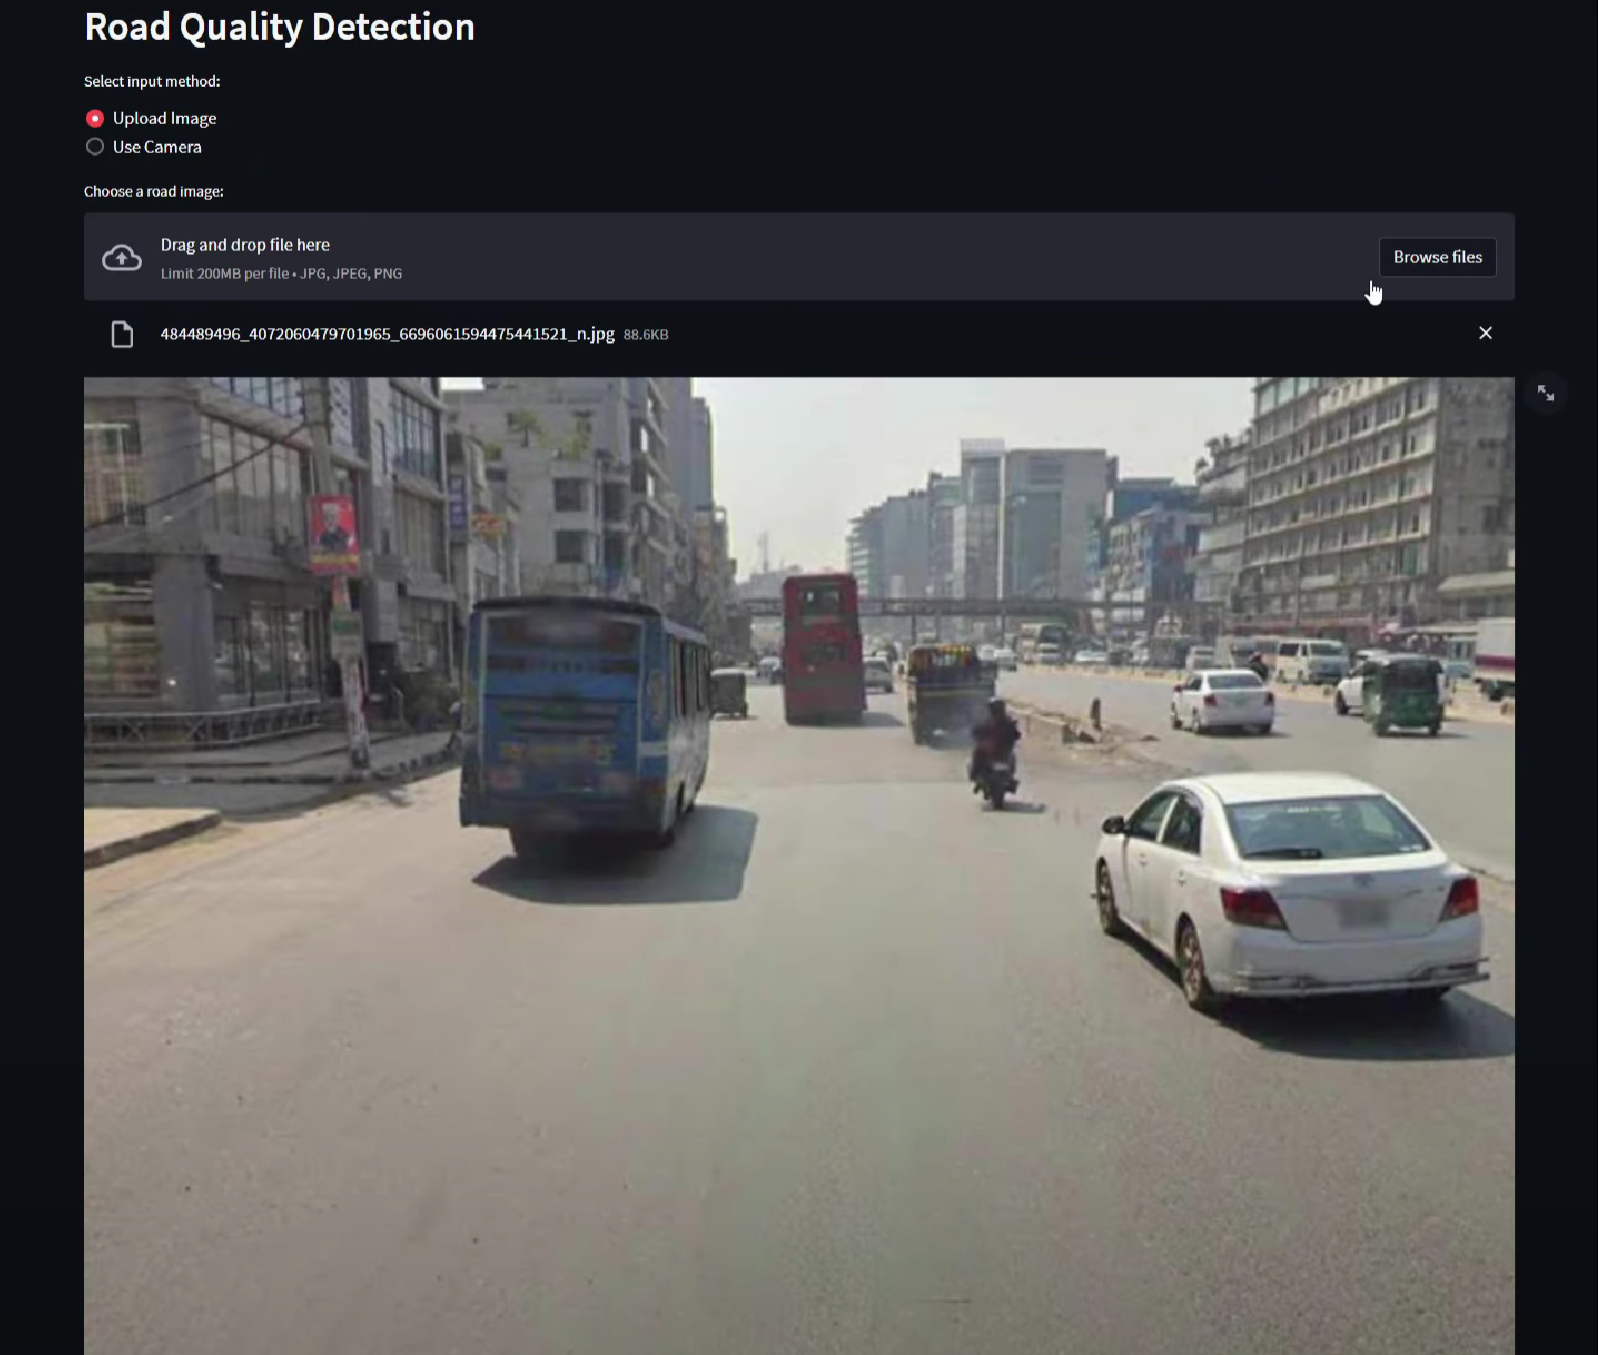 Road Quality Detection
Select input method:
Upload Image
Use Camera
Choose a road image:
Drag and drop file here
Limit 200MB per file • JPG, JPEG, PNG
Browse files
484489496_4072060479701965_6696061594475441521_n.jpg 88.6KB